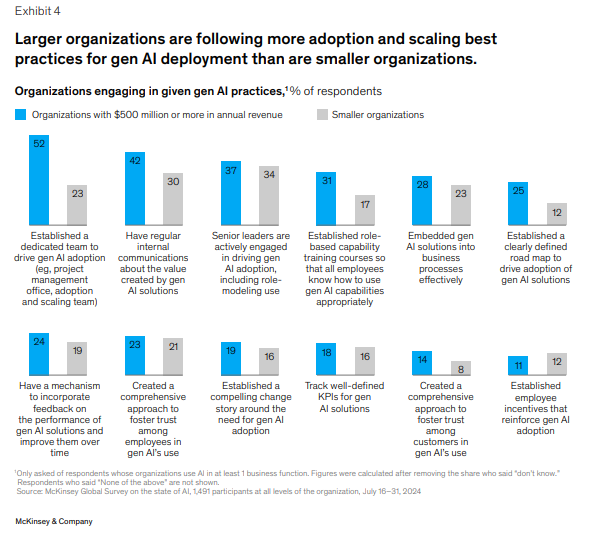 Exhibit 4
Larger organizations are following more adoption and scaling best
practices for gen AI deployment than are smaller organizations.
Organizations engaging in given gen AI practices,¹% of respondents
Organizations with $500 million or more in annual revenue
Smaller organizations
52
23
42
30
37
34
31
17
28
23
25
12
Established a
dedicated team to
drive gen AI adoption
(eg, project
management
office, adoption
and scaling team)
Have regular
internal
communications
about the value
created by gen
AI solutions
Senior leaders are
actively engaged
in driving gen
AI adoption,
including role-
modeling use
Established role-
based capability
training courses so
that all employees
know how to use
gen AI capabilities
appropriately
Embedded gen
AI solutions into
business
processes
effectively
Established a
clearly defined
road map to
drive adoption of
gen AI solutions
24
19
23
21
19
16
18
16
14
8
11
12
Have a mechanism
to incorporate
feedback on
the performance of
gen AI solutions and
improve them over
time
Created a
comprehensive
approach to
foster trust
among
employees in
gen AI's use
Established a
compelling change
story around the
need for gen AI
adoption
Track well-defined
KPIs for gen
AI solutions
Created a
comprehensive
approach to
foster trust
among
customers in
gen AI's use
Established
employee
incentives that
reinforce gen AI
adoption
¹Only asked of respondents whose organizations use AI in at least 1 business function. Figures were calculated after removing the share who said "don't know."
Respondents who said "None of the above" are not shown.
Source: McKinsey Global Survey on the state of AI, 1,491 participants at all levels of the organization, July 16–31, 2024
McKinsey & Company